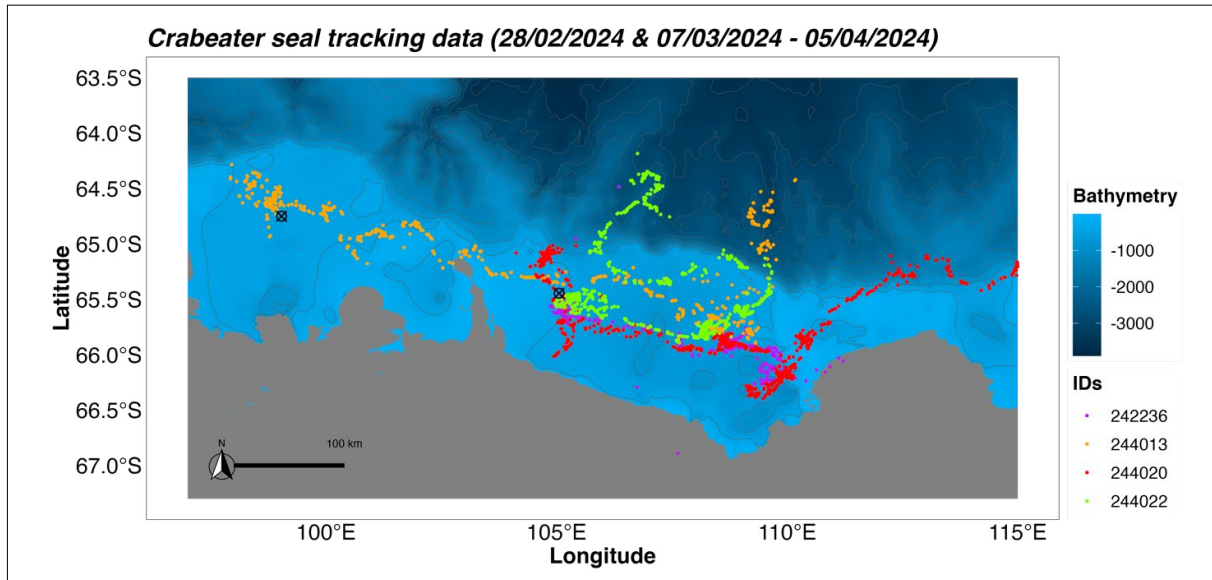 Crabeater seal tracking data (28/02/2024 & 07/03/2024 - 05/04/2024)
63.5°S
64.0°S
64.5°S
65.0°S
65.5°S
66.0°S
66.5°S
67.0°S
Latitude
N
100 km
100°E
105°E
110°E
115°E
Longitude
Bathymetry
-1000
-2000
-3000
IDs
242236
244013
244020
244022